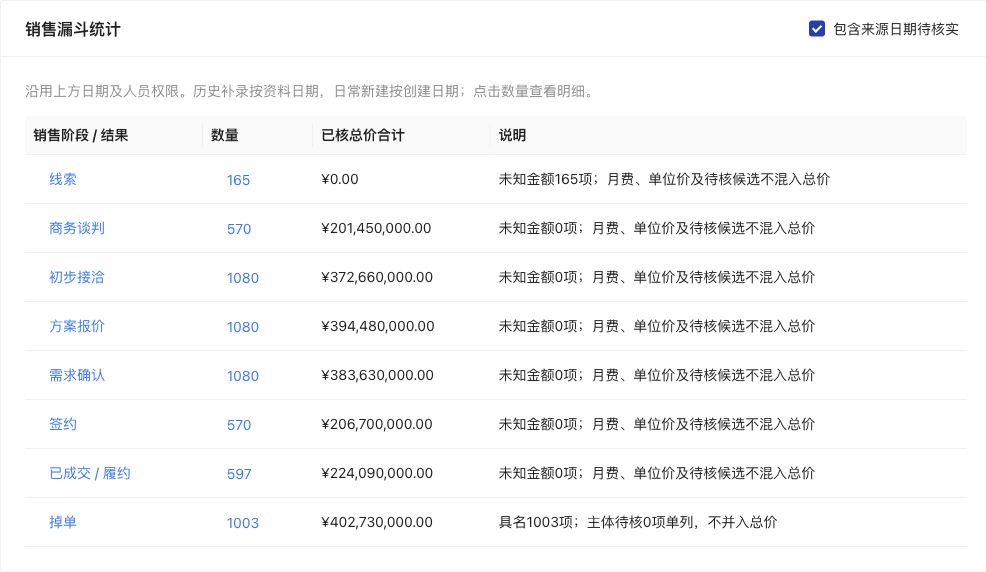 销售漏斗统计
包含来源日期待核实
沿用上方日期及人员权限。历史补录按资料日期，日常新建按创建日期；点击数量查看明细。
销售阶段 / 结果 数量 已核总价合计 说明
线索 165 ¥0.00 未知金额165项；月费、单位价及待核候选不混入总价
商务谈判 570 ¥201,450,000.00 未知金额0项；月费、单位价及待核候选不混入总价
初步接洽 1080 ¥372,660,000.00 未知金额0项；月费、单位价及待核候选不混入总价
方案报价 1080 ¥394,480,000.00 未知金额0项；月费、单位价及待核候选不混入总价
需求确认 1080 ¥383,630,000.00 未知金额0项；月费、单位价及待核候选不混入总价
签约 570 ¥206,700,000.00 未知金额0项；月费、单位价及待核候选不混入总价
已成交 / 履约 597 ¥224,090,000.00 未知金额0项；月费、单位价及待核候选不混入总价
掉单 1003 ¥402,730,000.00 具名1003项；主体待核0项单列，不并入总价